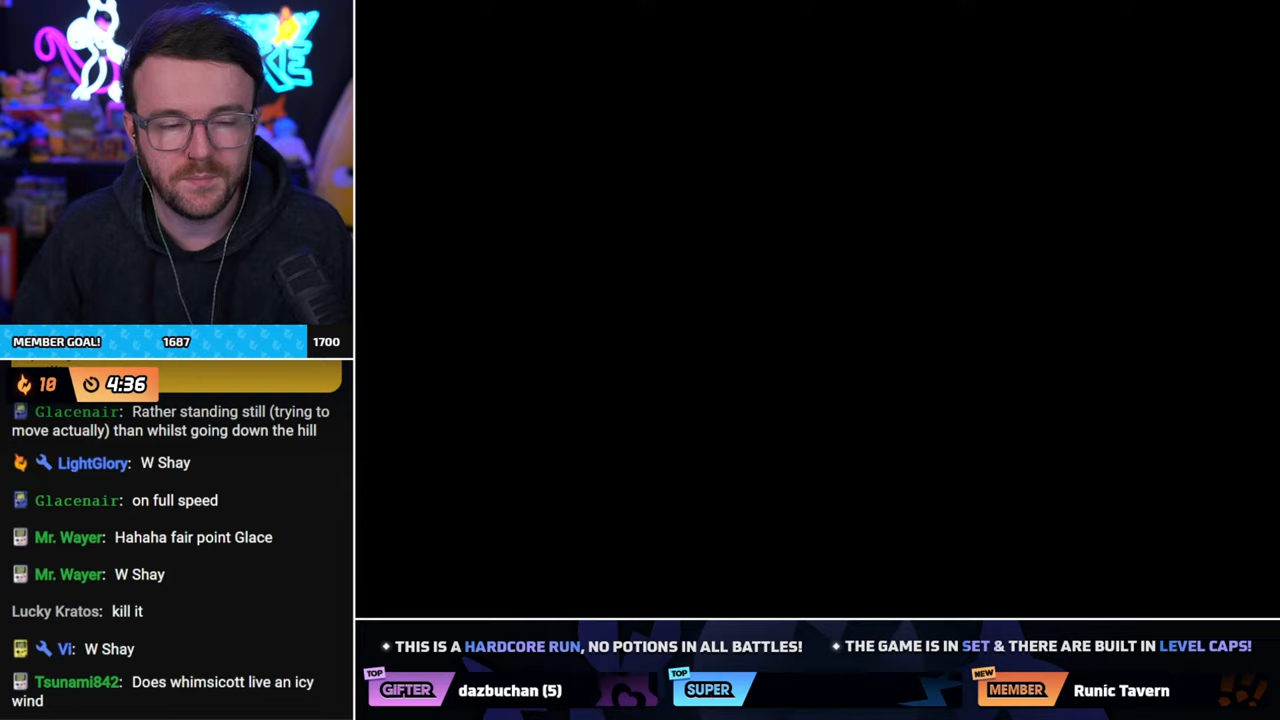 MEMBER GOAL! 1687 1700
10 4:36
Glacenair: Rather standing still (trying to
move actually) than whilst going down the hill
LightGlory: W Shay
Glacenair: on full speed
Mr. Wayer: Hahaha fair point Glace
Mr. Wayer: W Shay
Lucky Kratos: kill it
Vi: W Shay
Tsunami842: Does whimsicott live an icy
wind
THIS IS A HARDCORE RUN, NO POTIONS IN ALL BATTLES! THE GAME IS IN SET & THERE ARE BUILT IN LEVEL CAPS!
TOP GIFTER dazbuchan (5) TOP SUPER NEW MEMBER Runic Tavern